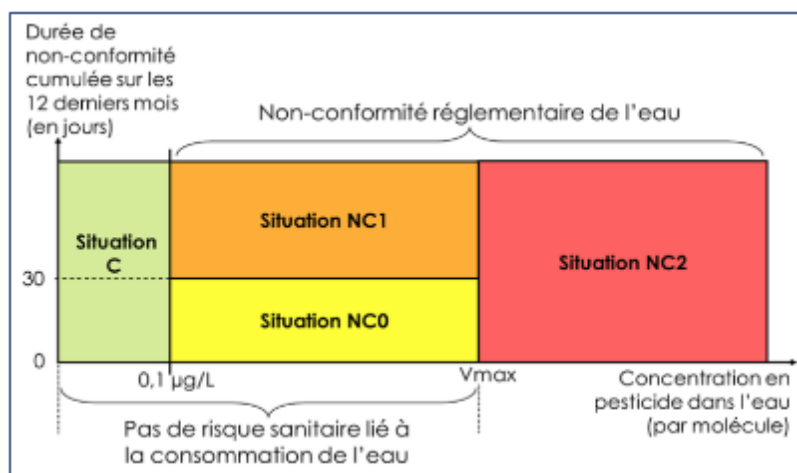 Durée de
non-conformité
cumulée sur les
12 derniers mois
(en jours)
Non-conformité réglementaire de l'eau
Situation NC1
Situation
C
Situation NC2
30
Situation NC0
0
0,1 µg/L
Vmax
Concentration en
pesticide dans l'eau
(par molécule)
Pas de risque sanitaire lié à
la consommation de l'eau